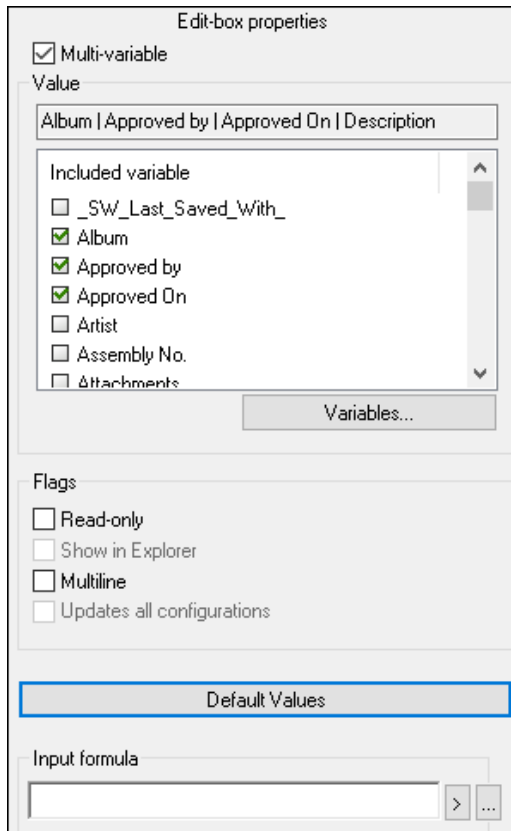 Edit-box properties
Multi-variable
Value
Album | Approved by | Approved On | Description
Included variable
_SW_Last_Saved_With_
Album
Approved by
Approved On
Artist
Assembly No.
Attachments
Variables...
Flags
Read-only
Show in Explorer
Multiline
Updates all configurations
Default Values
Input formula
> ...